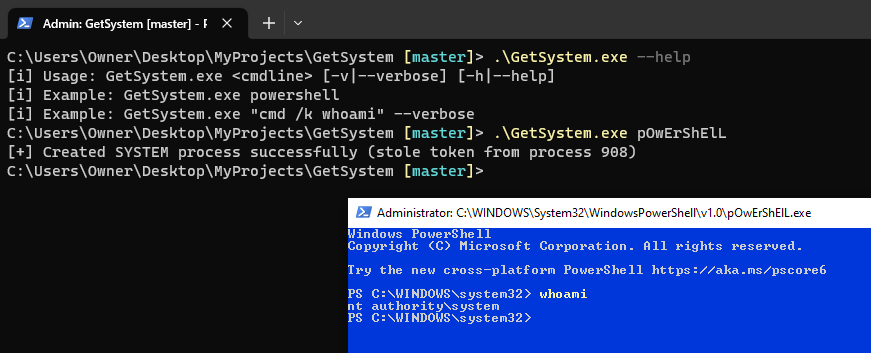 Admin: GetSystem [master] - P
C:\Users\Owner\Desktop\MyProjects\GetSystem [master]> .\GetSystem.exe --help
[i] Usage: GetSystem.exe <cmdline> [-v|--verbose] [-h|--help]
[i] Example: GetSystem.exe powershell
[i] Example: GetSystem.exe "cmd /k whoami" --verbose
C:\Users\Owner\Desktop\MyProjects\GetSystem [master]> .\GetSystem.exe pOwErShElL
[+] Created SYSTEM process successfully (stole token from process 908)
C:\Users\Owner\Desktop\MyProjects\GetSystem [master]>
Administrator: C:\WINDOWS\System32\WindowsPowerShell\v1.0\pOwErShElL.exe
Windows PowerShell
Copyright (C) Microsoft Corporation. All rights reserved.
Try the new cross-platform PowerShell https://aka.ms/pscore6
PS C:\WINDOWS\system32> whoami
nt authority\system
PS C:\WINDOWS\system32>